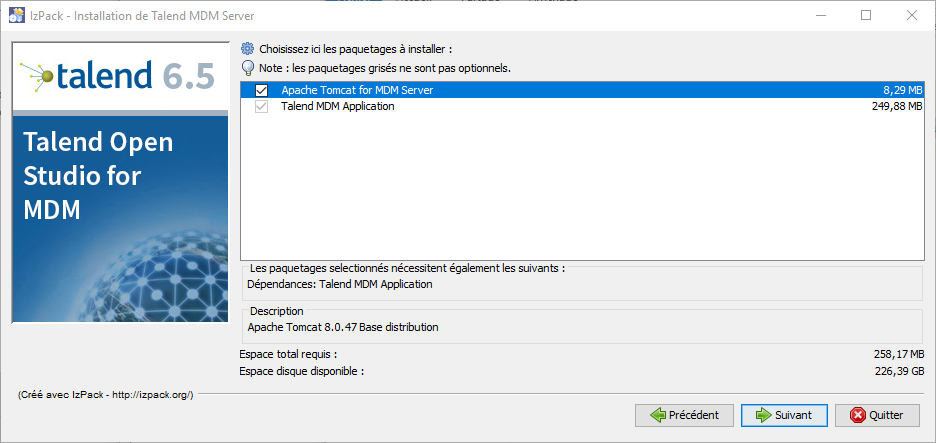 IzPack - Installation de Talend MDM Server
talend 6.5
Talend Open
Studio for
MDM
Choisissez ici les paquetages à installer :
Note : les paquetages grisés ne sont pas optionnels.
Apache Tomcat for MDM Server 8,29 MB
Talend MDM Application 249,88 MB
Les paquetages selectionnés nécessitent également les suivants :
Dépendances: Talend MDM Application
Description
Apache Tomcat 8.0.47 Base distribution
Espace total requis : 258,17 MB
Espace disque disponible : 226,39 GB
(Créé avec IzPack - http://izpack.org/)
Précédent Suivant Quitter